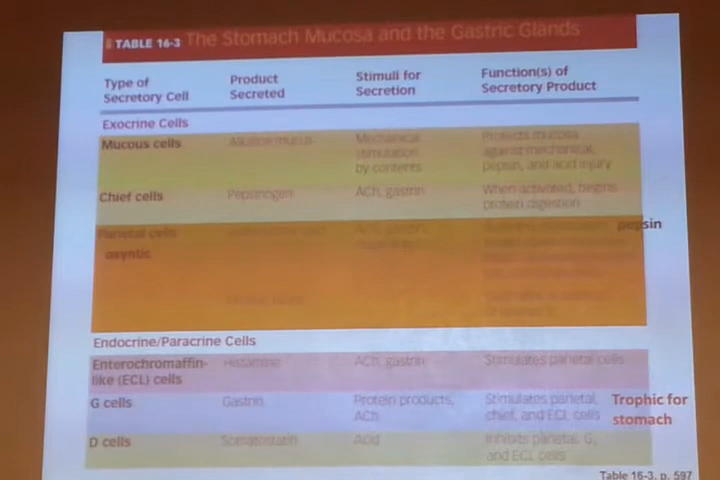 TABLE 16-3 The Stomach Mucosa and the Gastric Glands
Type of Secretory Cell
Product Secreted
Stimuli for Secretion
Function(s) of Secretory Product
Exocrine Cells
Mucous cells
Alkaline mucus
Mechanical stimulation by contents
Protects mucosa against mechanical, pepsin, and acid injury
Chief cells
Pepsinogen
ACh, gastrin
When activated, begins protein digestion
pepsin
Parietal cells
oxyntic
Endocrine/Paracrine Cells
Enterochromaffin-like (ECL) cells
Histamine
ACh, gastrin
Stimulates parietal cells
G cells
Gastrin
Protein products, ACh
Stimulates parietal, chief, and ECL cells
Trophic for stomach
D cells
Somatostatin
Acid
Inhibits parietal, G, and ECL cells
Table 16-3, p. 597